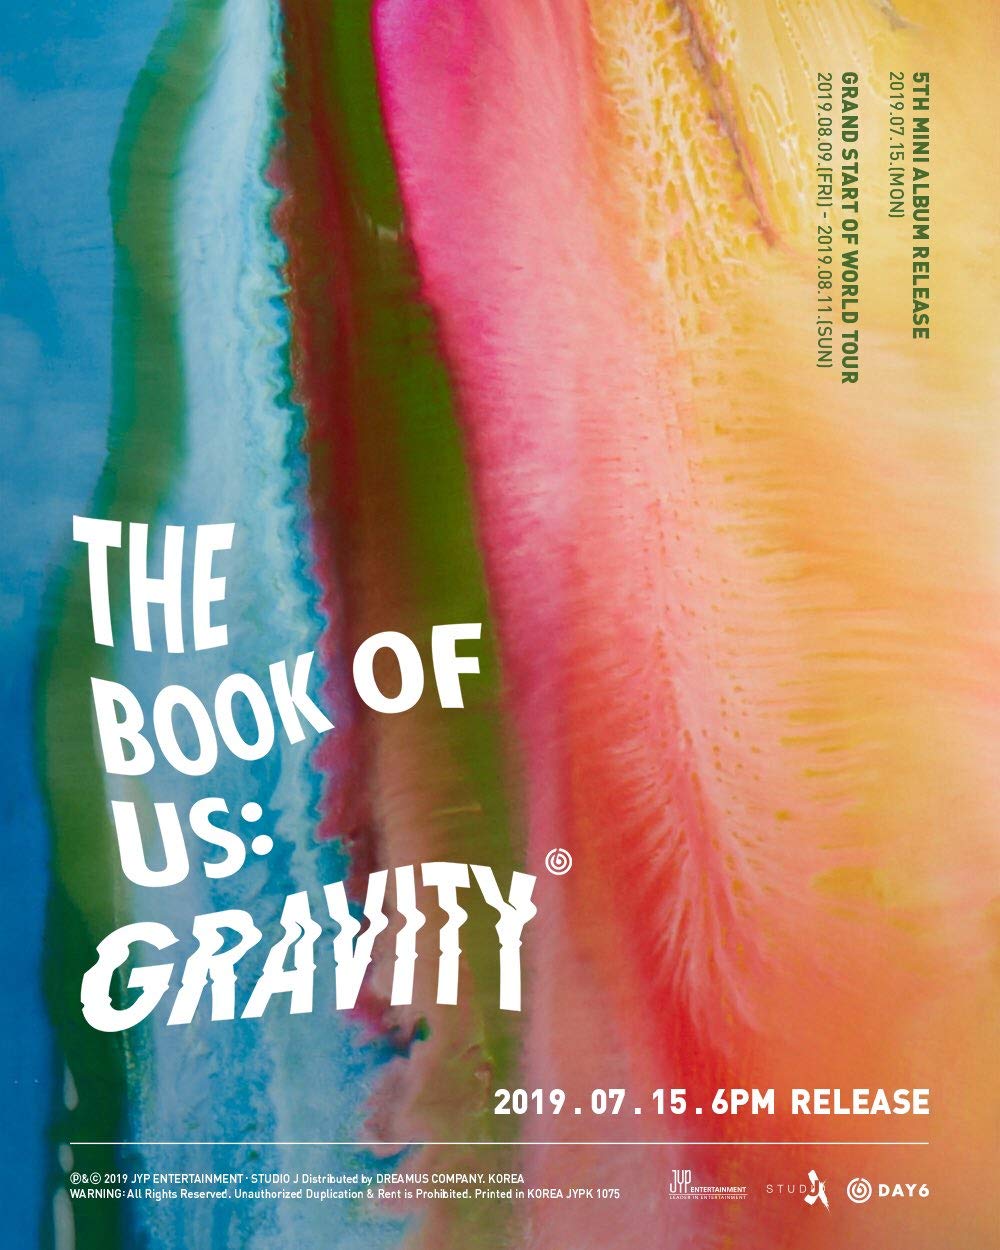 5TH MINI ALBUM RELEASE
2019.07.15.(MON)
GRAND START OF WORLD TOUR
2019.08.09.(FRI) - 2019.08.11.(SUN)
THE
BOOK OF
US:
GRAVITY
2019.07.15.6PM RELEASE
℗&© 2019 JYP ENTERTAINMENT · STUDIO J Distributed by DREAMUS COMPANY. KOREA
WARNING: All Rights Reserved. Unauthorized Duplication & Rent is Prohibited. Printed in KOREA JYPK 1075
JYP ENTERTAINMENT
LEADER IN ENTERTAINMENT
STUDIO J
DAY6